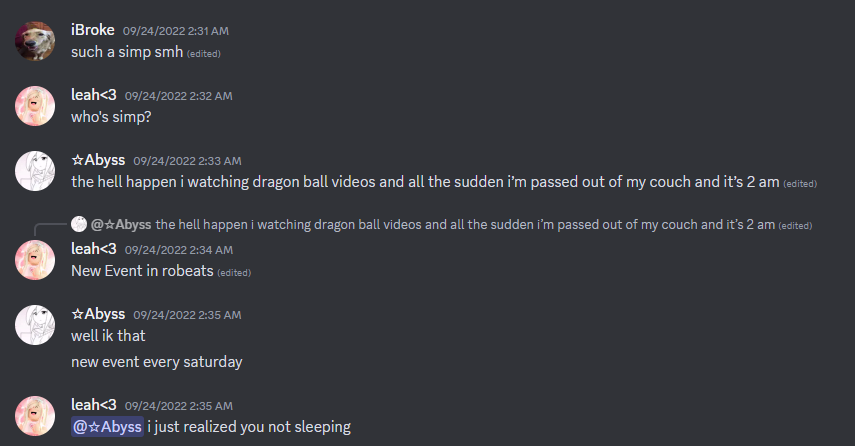 iBroke 09/24/2022 2:31 AM
such a simp smh (edited)
leah<3 09/24/2022 2:32 AM
who's simp?
☆Abyss 09/24/2022 2:33 AM
the hell happen i watching dragon ball videos and all the sudden i'm passed out of my couch and it's 2 am (edited)
@☆Abyss the hell happen i watching dragon ball videos and all the sudden i'm passed out of my couch and it's 2 am (edited)
leah<3 09/24/2022 2:34 AM
New Event in robeats (edited)
☆Abyss 09/24/2022 2:35 AM
well ik that
new event every saturday
leah<3 09/24/2022 2:35 AM
@☆Abyss i just realized you not sleeping